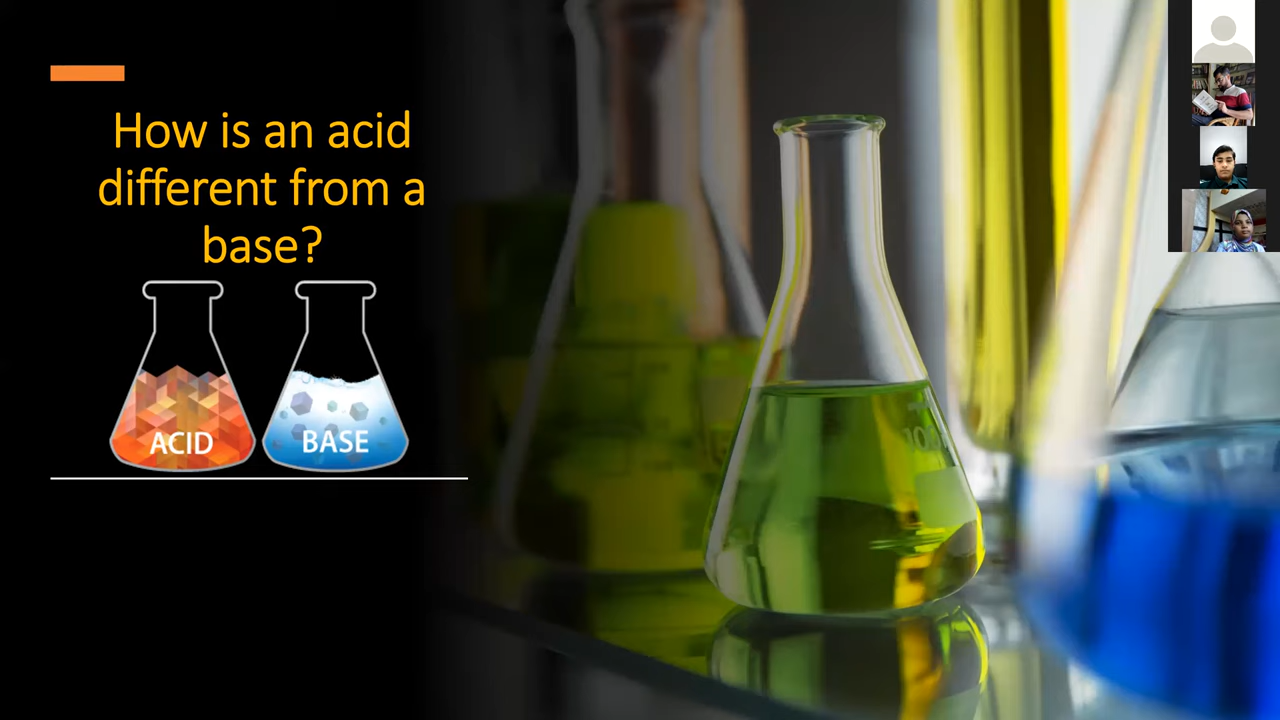 How is an acid
different from a
base?
ACID
BASE